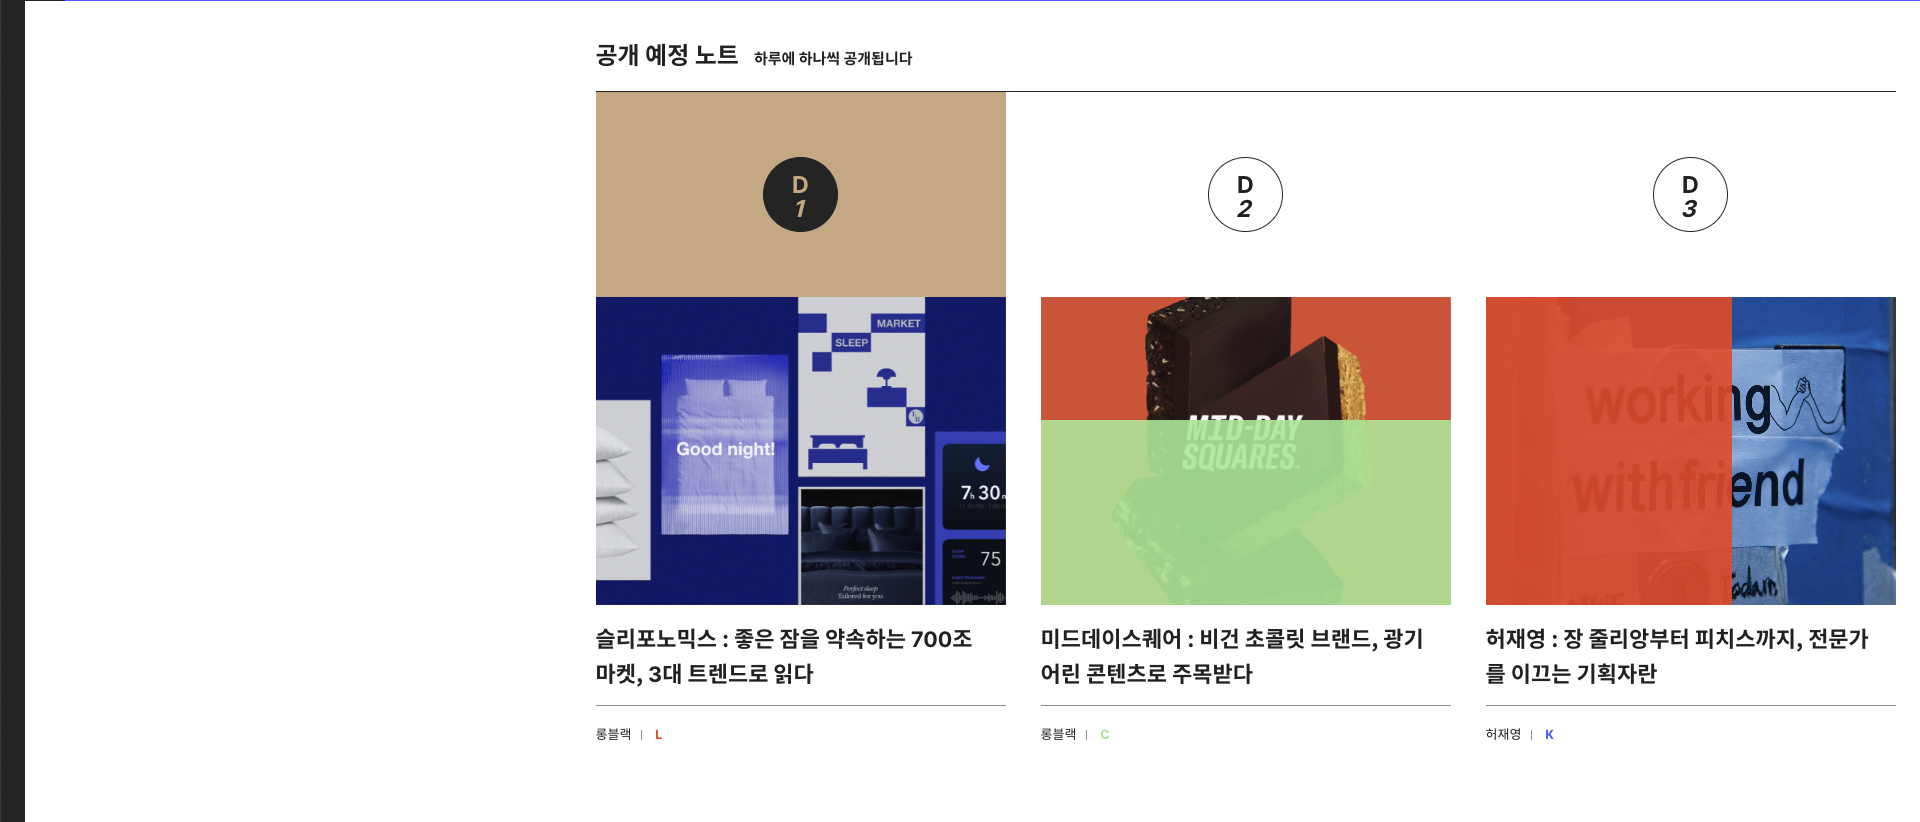 공개 예정 노트 하루에 하나씩 공개됩니다
D
1
D
2
D
3
MARKET
SLEEP
Good night!
7h 30m
75
Perfect sleep
Tailored for you
MID-DAY
SQUARES
working
with friend
슬리포노믹스 : 좋은 잠을 약속하는 700조
마켓, 3대 트렌드로 읽다
미드데이스퀘어 : 비건 초콜릿 브랜드, 광기
어린 콘텐츠로 주목받다
허재영 : 장 줄리앙부터 피치스까지, 전문가
를 이끄는 기획자란
롱블랙 | L
롱블랙 | C
허재영 | K